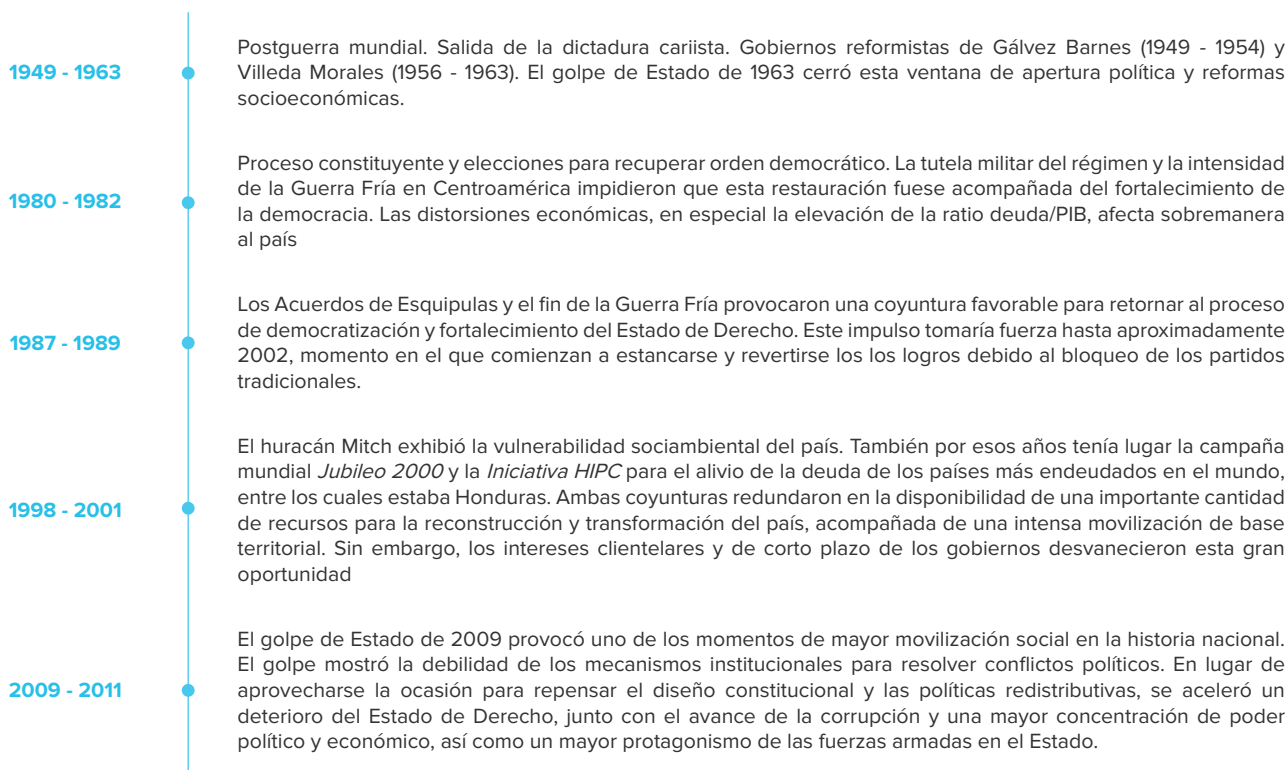 1949 - 1963
Postguerra mundial. Salida de la dictadura cariista. Gobiernos reformistas de Gálvez Barnes (1949 - 1954) y
Villeda Morales (1956 - 1963). El golpe de Estado de 1963 cerró esta ventana de apertura política y reformas
socioeconómicas.
1980 - 1982
Proceso constituyente y elecciones para recuperar orden democrático. La tutela militar del régimen y la intensidad
de la Guerra Fría en Centroamérica impidieron que esta restauración fuese acompañada del fortalecimiento de
la democracia. Las distorsiones económicas, en especial la elevación de la ratio deuda/PIB, afecta sobremanera
al país
1987 - 1989
Los Acuerdos de Esquipulas y el fin de la Guerra Fría provocaron una coyuntura favorable para retornar al proceso
de democratización y fortalecimiento del Estado de Derecho. Este impulso tomaría fuerza hasta aproximadamente
2002, momento en el que comienzan a estancarse y revertirse los los logros debido al bloqueo de los partidos
tradicionales.
1998 - 2001
El huracán Mitch exhibió la vulnerabilidad sociambiental del país. También por esos años tenía lugar la campaña
mundial Jubileo 2000 y la Iniciativa HIPC para el alivio de la deuda de los países más endeudados en el mundo,
entre los cuales estaba Honduras. Ambas coyunturas redundaron en la disponibilidad de una importante cantidad
de recursos para la reconstrucción y transformación del país, acompañada de una intensa movilización de base
territorial. Sin embargo, los intereses clientelares y de corto plazo de los gobiernos desvanecieron esta gran
oportunidad
2009 - 2011
El golpe de Estado de 2009 provocó uno de los momentos de mayor movilización social en la historia nacional.
El golpe mostró la debilidad de los mecanismos institucionales para resolver conflictos políticos. En lugar de
aprovecharse la ocasión para repensar el diseño constitucional y las políticas redistributivas, se aceleró un
deterioro del Estado de Derecho, junto con el avance de la corrupción y una mayor concentración de poder
político y económico, así como un mayor protagonismo de las fuerzas armadas en el Estado.